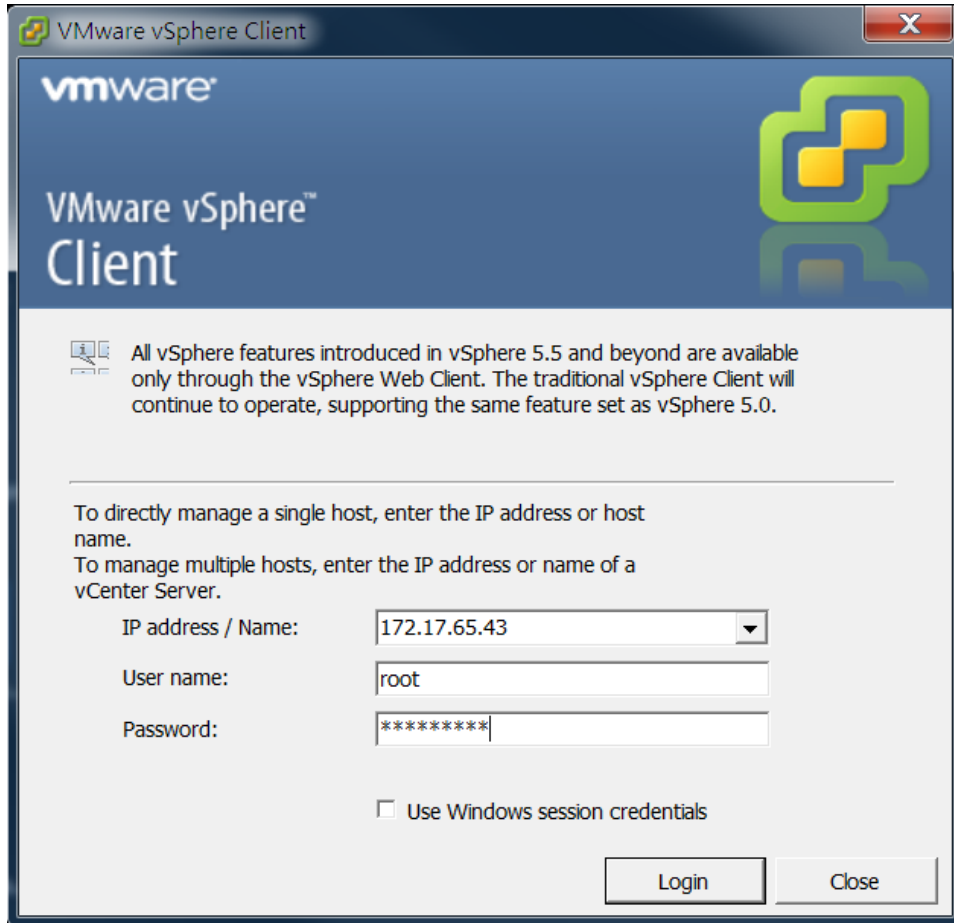 VMware vSphere Client
X
vmware®
VMware vSphere™
Client
All vSphere features introduced in vSphere 5.5 and beyond are available
only through the vSphere Web Client. The traditional vSphere Client will
continue to operate, supporting the same feature set as vSphere 5.0.
To directly manage a single host, enter the IP address or host
name.
To manage multiple hosts, enter the IP address or name of a
vCenter Server.
IP address / Name: 172.17.65.43
User name: root
Password: *********
Use Windows session credentials
Login Close